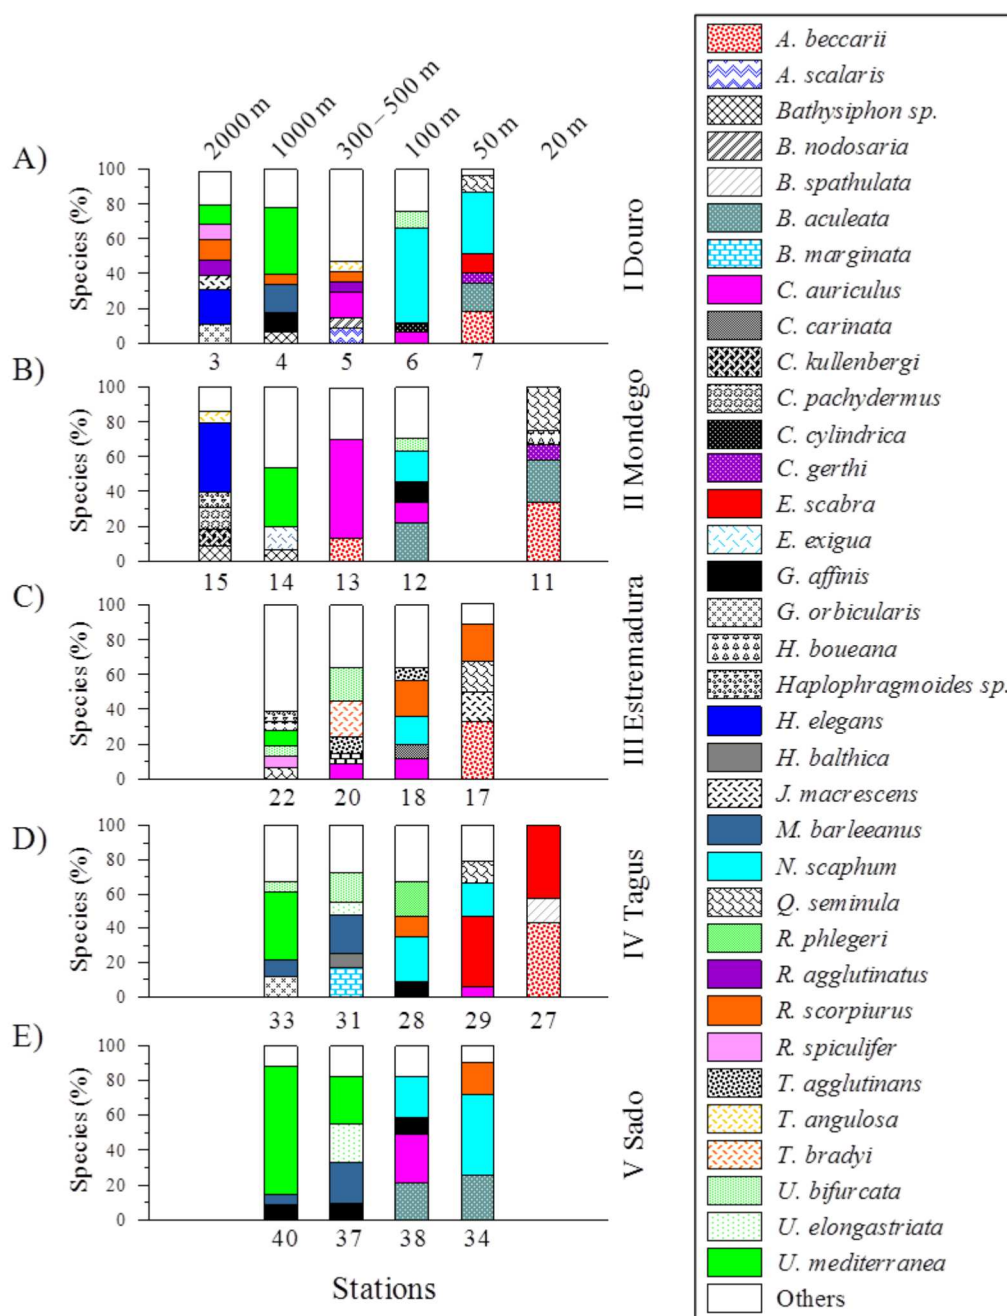 2000 m
1000 m
300 – 500 m
100 m
50 m
20 m
A)
Species (%)
100
80
60
40
20
0
3
4
5
6
7
I Douro
B)
Species (%)
100
80
60
40
20
0
15
14
13
12
11
II Mondego
C)
Species (%)
100
80
60
40
20
0
22
20
18
17
III Estremadura
D)
Species (%)
100
80
60
40
20
0
33
31
28
29
27
IV Tagus
E)
Species (%)
100
80
60
40
20
0
40
37
38
34
V Sado
Stations
A. beccarii
A. scalaris
Bathysiphon sp.
B. nodosaria
B. spathulata
B. aculeata
B. marginata
C. auriculus
C. carinata
C. kullenbergi
C. pachydermus
C. cylindrica
C. gerthi
E. scabra
E. exigua
G. affinis
G. orbicularis
H. boueana
Haplophragmoides sp.
H. elegans
H. balthica
J. macrescens
M. barleeanus
N. scaphum
Q. seminula
R. phlegeri
R. agglutinatus
R. scorpiurus
R. spiculifer
T. agglutinans
T. angulosa
T. bradyi
U. bifurcata
U. elongastriata
U. mediterranea
Others